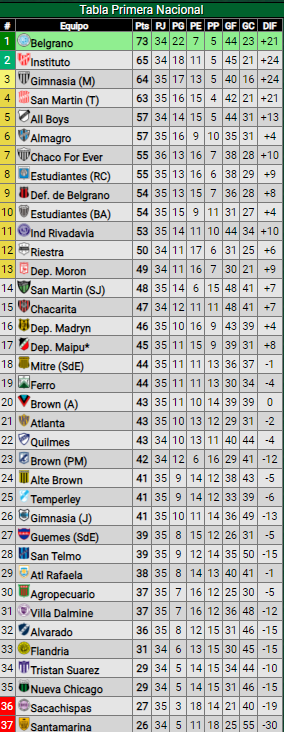 Tabla Primera Nacional
# Equipo Pts PJ PG PE PP GF GC DIF
1 Belgrano 73 34 22 7 5 44 23 +21
2 Instituto 65 34 18 11 5 45 21 +24
3 Gimnasia (M) 64 35 17 13 5 40 16 +24
4 San Martin (T) 63 35 16 15 4 42 21 +21
5 All Boys 57 34 14 15 5 44 31 +13
6 Almagro 57 35 16 9 10 35 31 +4
7 Chaco For Ever 55 36 13 16 7 38 28 +10
8 Estudiantes (RC) 55 35 13 16 6 38 29 +9
9 Def. de Belgrano 54 35 13 15 7 36 28 +8
10 Estudiantes (BA) 54 35 15 9 11 31 27 +4
11 Ind Rivadavia 53 35 14 11 10 44 34 +10
12 Riestra 50 34 11 17 6 31 25 +6
13 Dep. Moron 49 34 11 16 7 30 21 +9
14 San Martin (SJ) 48 35 14 6 15 48 41 +7
15 Chacarita 47 34 12 11 11 48 41 +7
16 Dep. Madryn 46 35 10 16 9 43 39 +4
17 Dep. Maipu* 45 35 11 15 9 39 31 +8
18 Mitre (SdE) 44 35 11 11 13 36 37 -1
19 Ferro 44 35 11 11 13 30 34 -4
20 Brown (A) 43 35 11 10 14 39 39 0
21 Atlanta 43 35 10 13 12 29 31 -2
22 Quilmes 43 34 10 13 11 40 44 -4
23 Brown (PM) 42 34 12 6 16 29 41 -12
24 Alte Brown 41 35 9 14 12 38 43 -5
25 Temperley 41 35 9 14 12 33 39 -6
26 Gimnasia (J) 41 35 10 11 14 36 49 -13
27 Guemes (SdE) 39 35 8 15 12 26 31 -5
28 San Telmo 39 35 9 12 14 35 50 -15
29 Atl Rafaela 38 35 8 14 13 40 41 -1
30 Agropecuario 37 35 7 16 12 25 30 -5
31 Villa Dalmine 37 35 7 16 12 36 48 -12
32 Alvarado 36 35 8 12 15 31 46 -15
33 Flandria 31 34 6 13 15 30 45 -15
34 Tristan Suarez 29 34 5 14 15 34 44 -10
35 Nueva Chicago 29 34 5 14 15 31 46 -15
36 Sacachispas 27 35 3 18 14 21 40 -19
37 Santamarina 26 34 5 11 18 25 55 -30